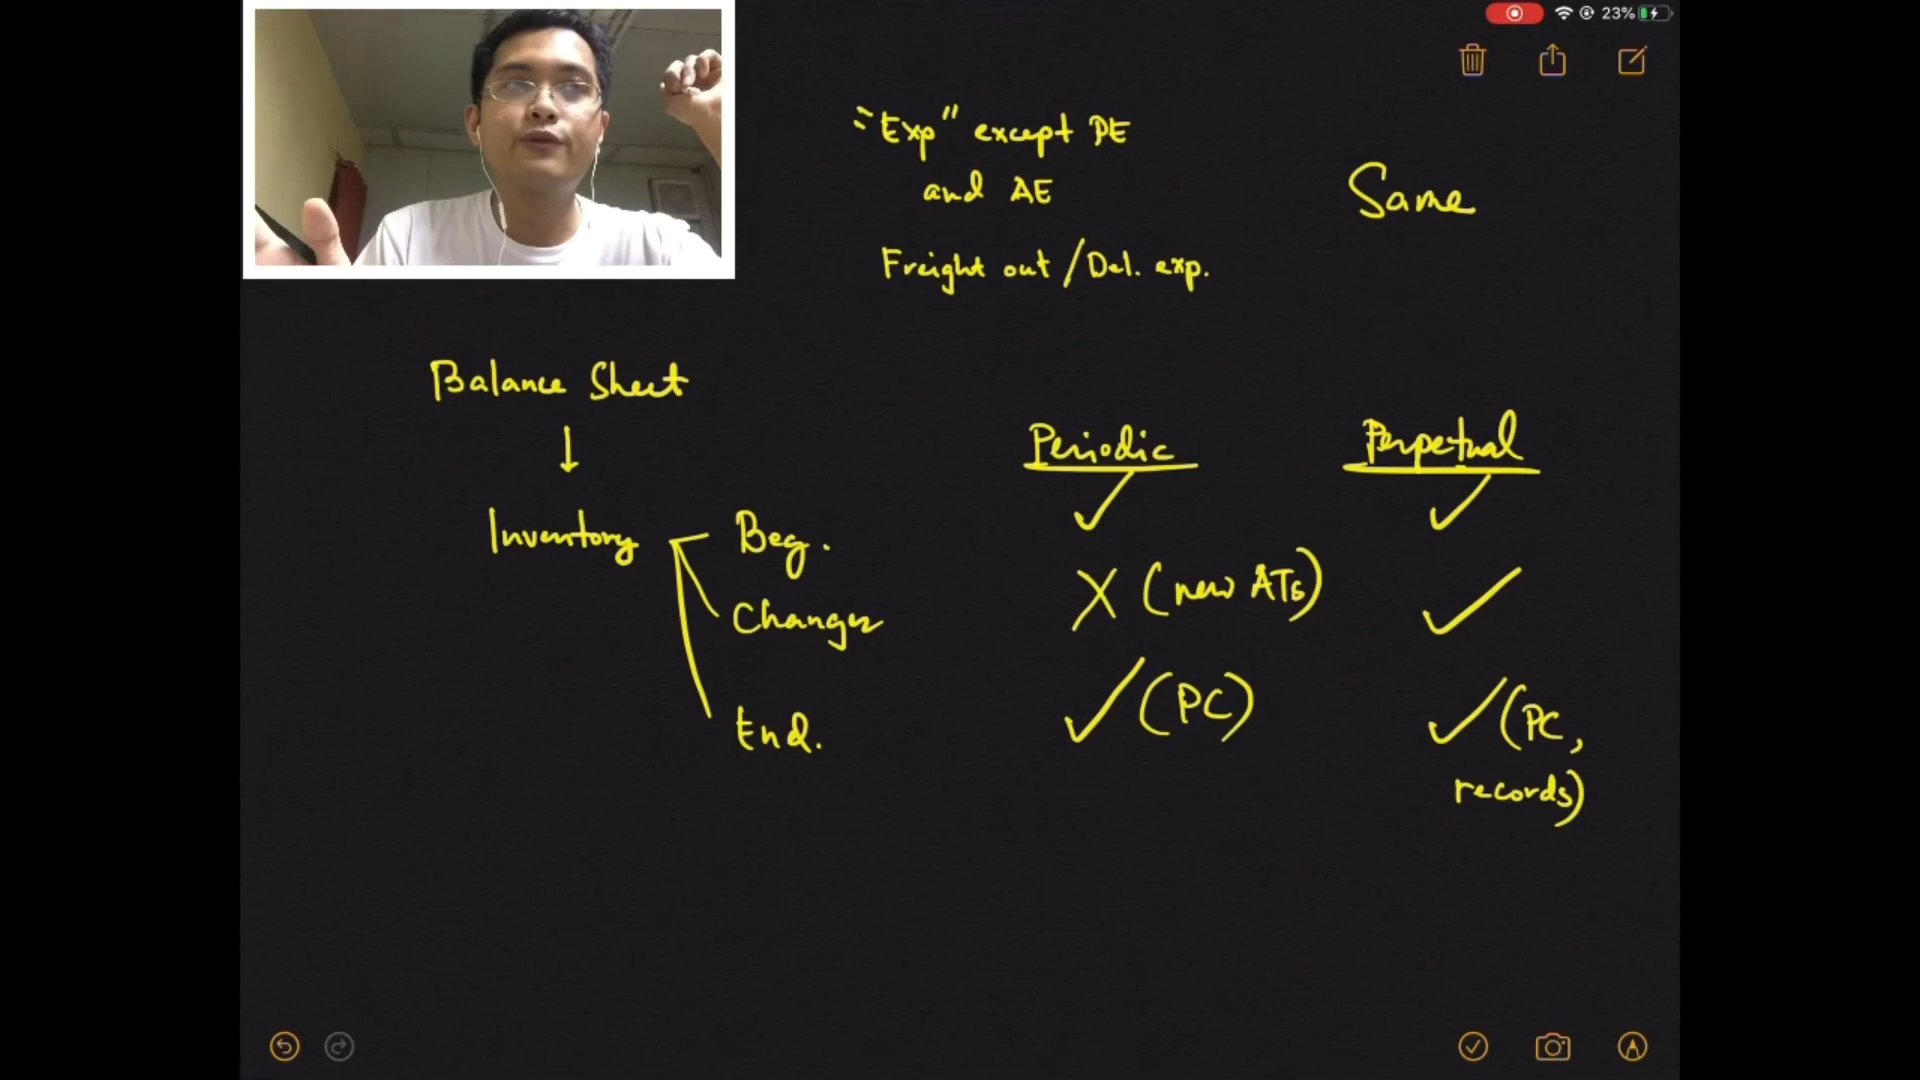 23%
"Exp" except PE
and AE
Same
Freight out / Del. exp.
Balance Sheet
↓
Periodic
Perpetual
✓
✓
Inventory
Beg.
X (new ATs)
✓
Changes
✓ (PC)
✓ (PC,
End.
records)